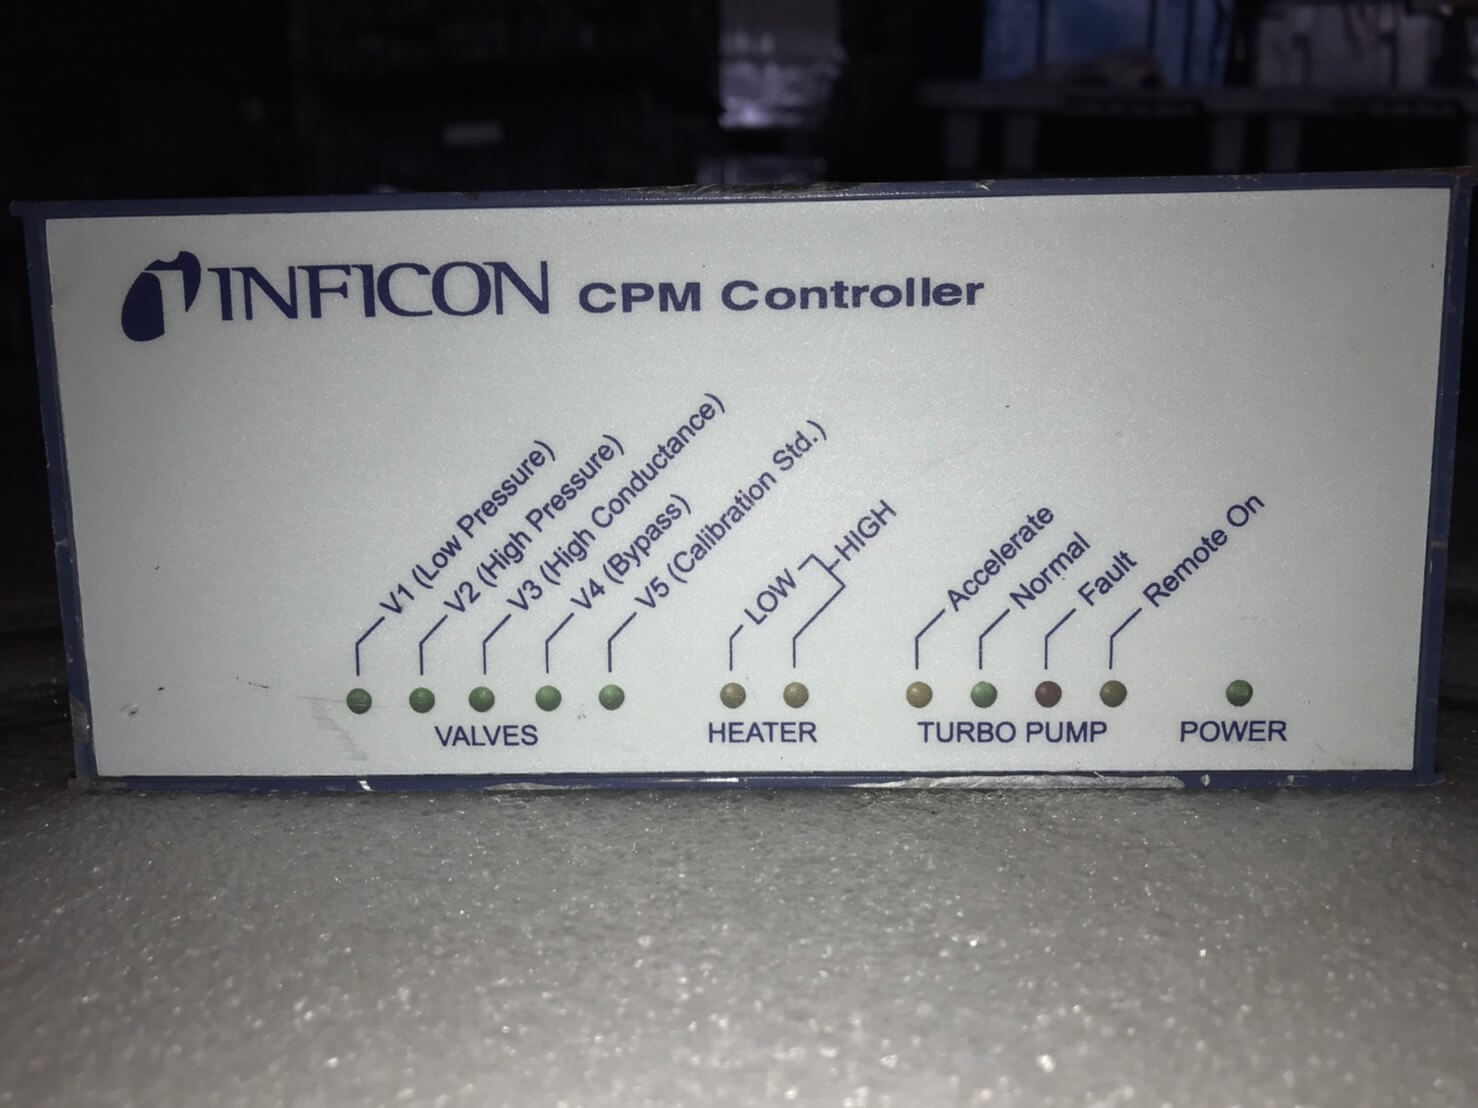 INFICON CPM Controller
V1 (Low Pressure)
V2 (High Pressure)
V3 (High Conductance)
V4 (Bypass)
V5 (Calibration Std.)
LOW
HIGH
Accelerate
Normal
Fault
Remote On
VALVES
HEATER
TURBO PUMP
POWER